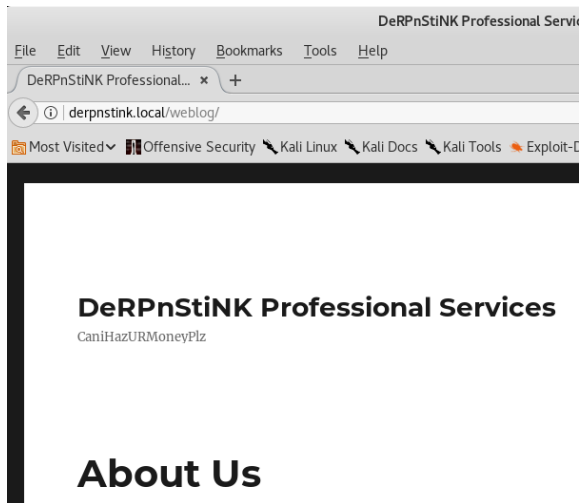 DeRPnStiNK Professional Servic
File Edit View History Bookmarks Tools Help
DeRPnStiNK Professional... × +
derpnstink.local/weblog/
Most Visited Offensive Security Kali Linux Kali Docs Kali Tools Exploit-D
DeRPnStiNK Professional Services
CaniHazURMoneyPlz
About Us